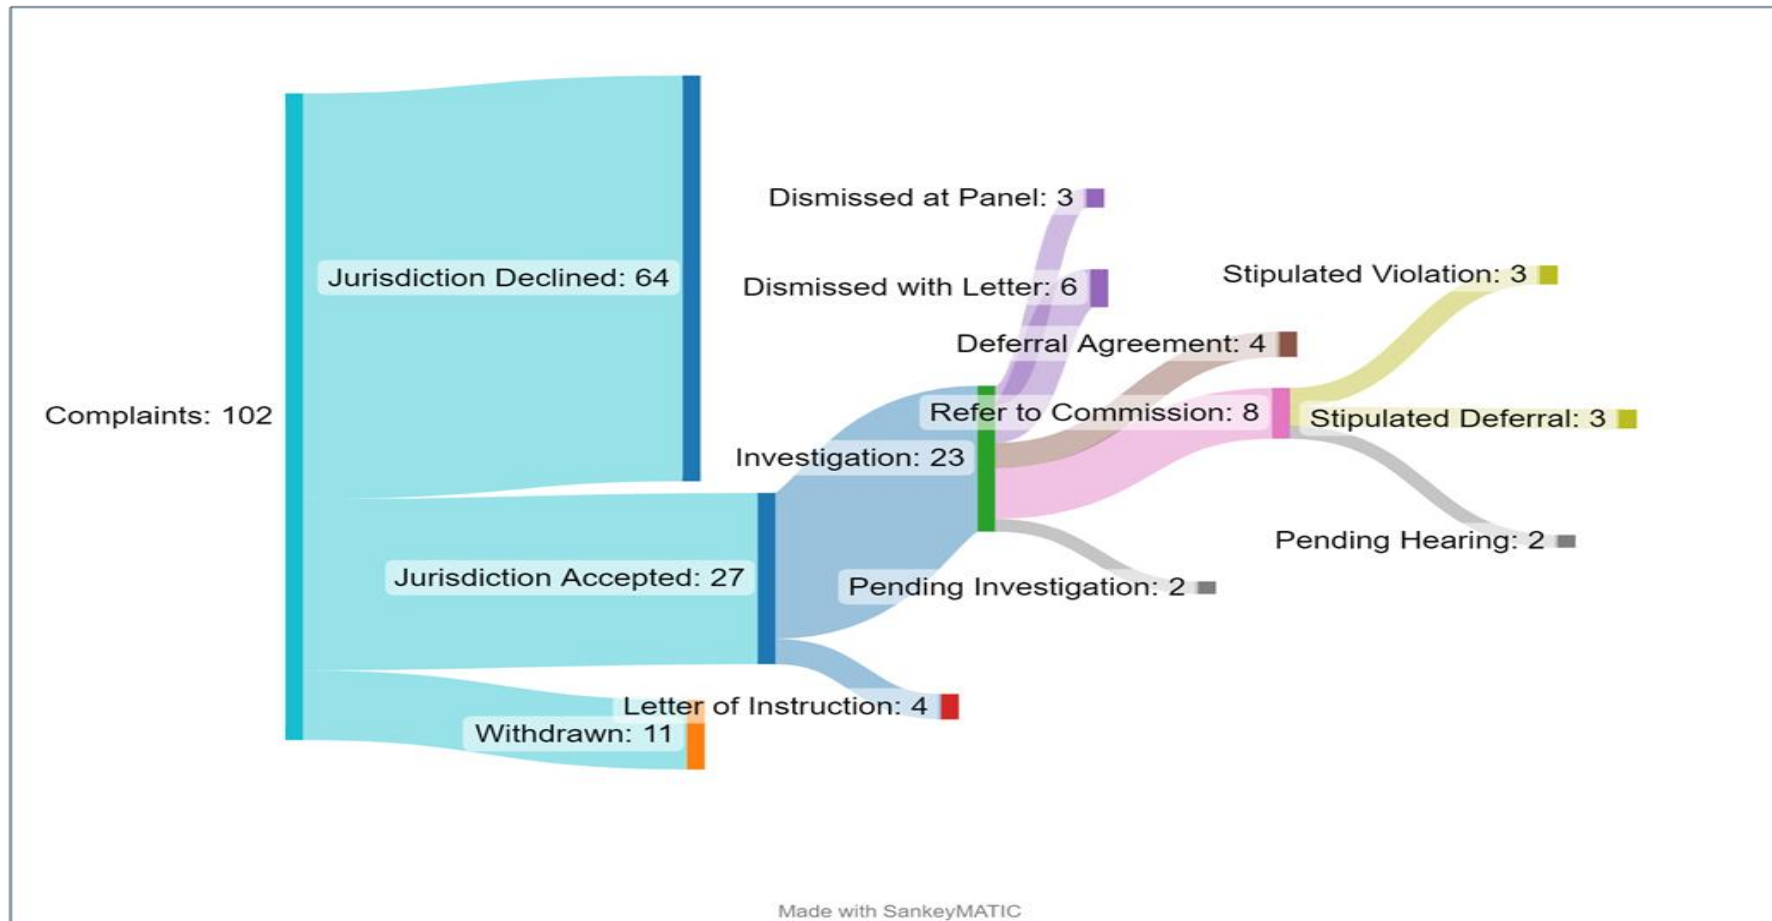 Dismissed at Panel: 3
Stipulated Violation: 3
Jurisdiction Declined: 64
Dismissed with Letter: 6
Deferral Agreement: 4
Complaints: 102
Refer to Commission: 8
Stipulated Deferral: 3
Investigation: 23
Pending Hearing: 2
Jurisdiction Accepted: 27
Pending Investigation: 2
Letter of Instruction: 4
Withdrawn: 11
Made with SankeyMATIC